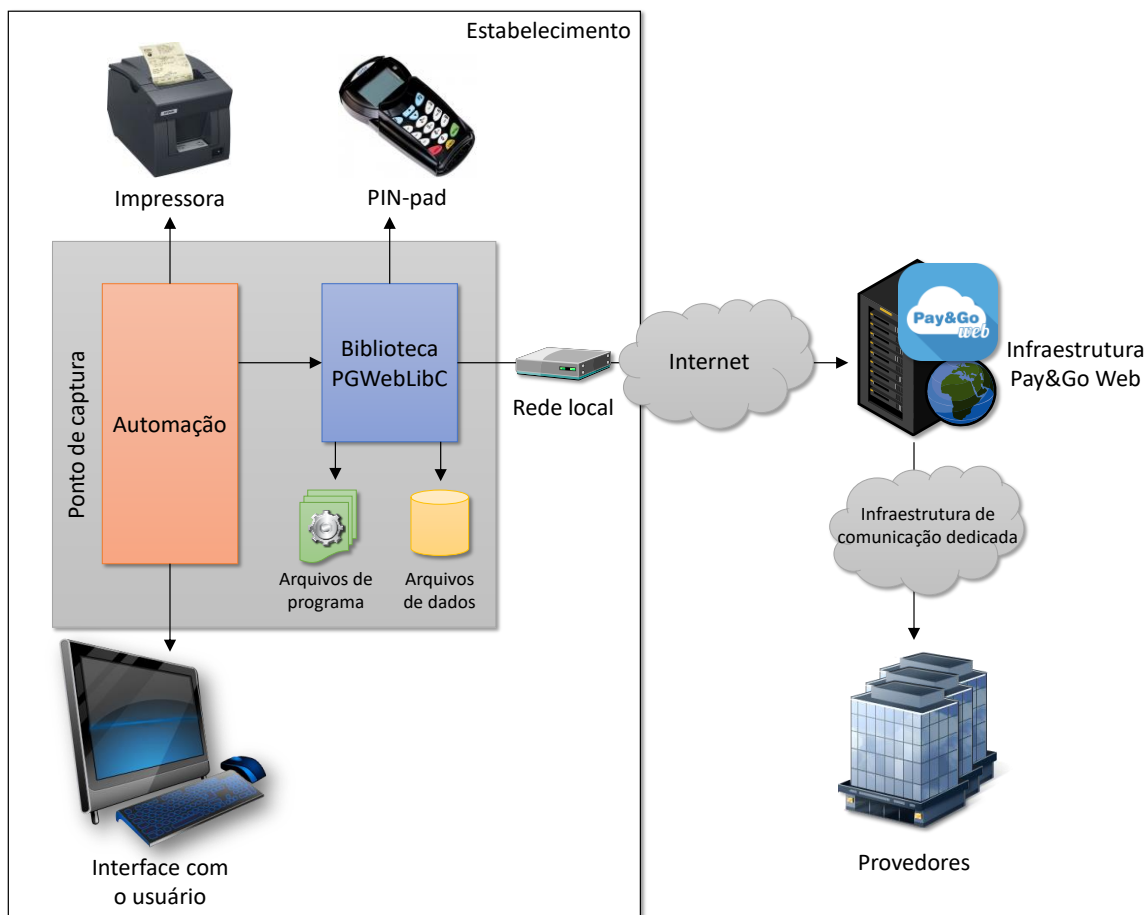 Estabelecimento
Impressora
PIN-pad
Ponto de captura
Automação
Biblioteca
PGWebLibC
Rede local
Internet
Pay&Go
web
Infraestrutura
Pay&Go Web
Arquivos de
programa
Arquivos
de dados
Infraestrutura de
comunicação dedicada
Interface com
o usuário
Provedores